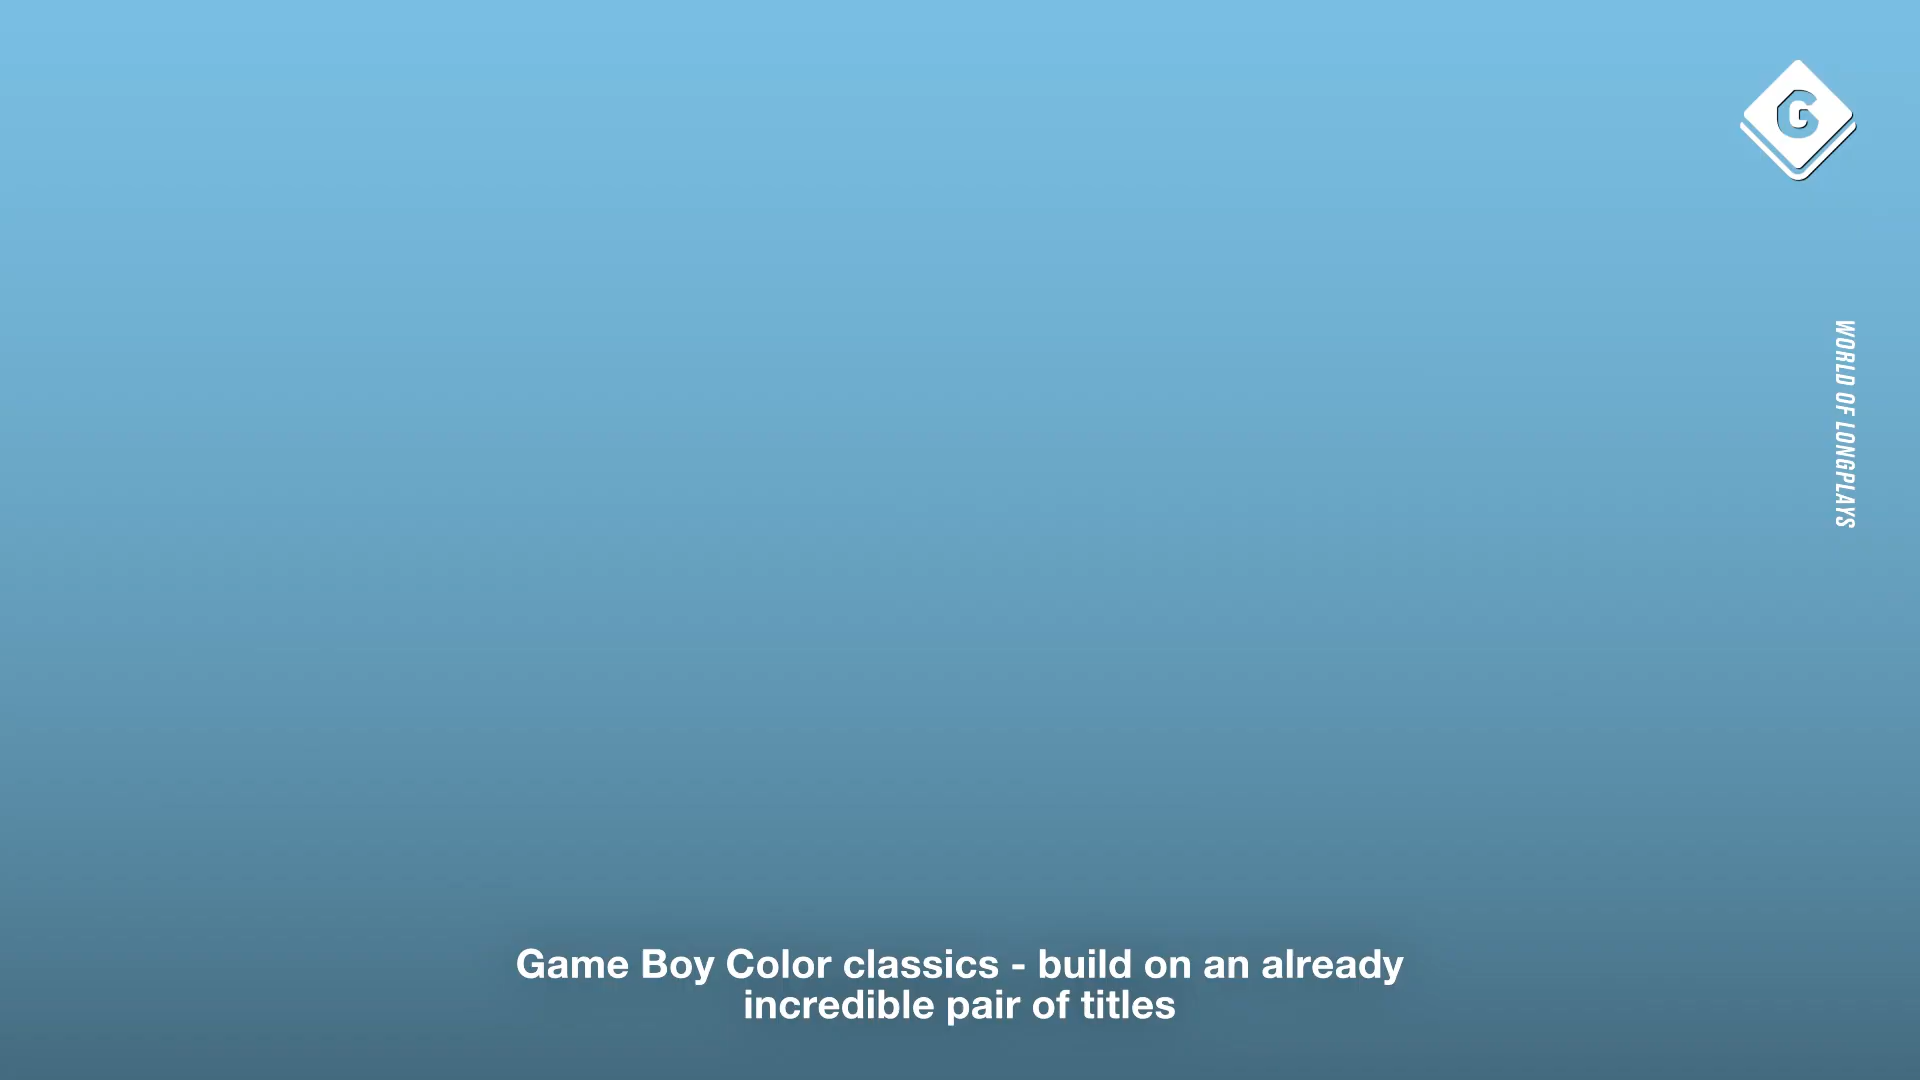 G
WORLD OF LONGPLAYS
Game Boy Color classics - build on an already
incredible pair of titles